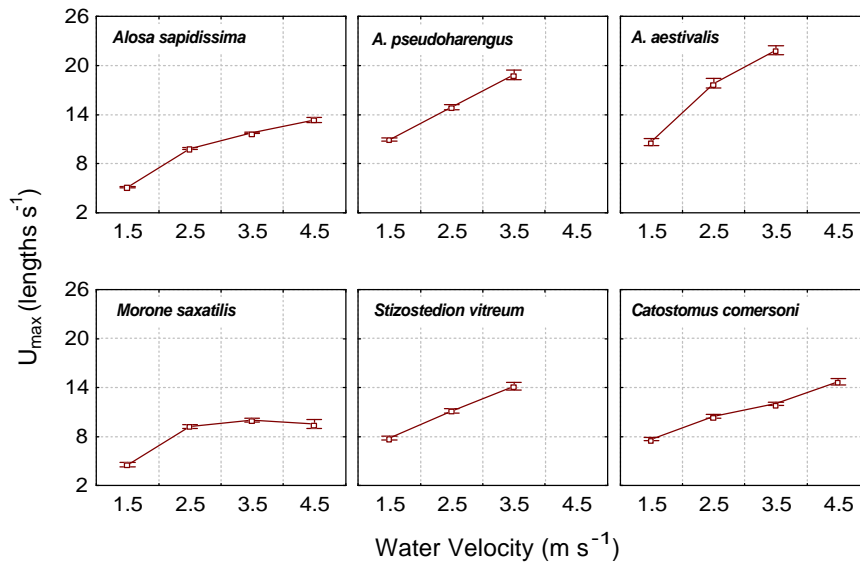 26
20
14
8
2
Alosa sapidissima
A. pseudoharengus
A. aestivalis
1.5 2.5 3.5 4.5
1.5 2.5 3.5 4.5
1.5 2.5 3.5 4.5
Umax (lengths s-1)
26
20
14
8
2
Morone saxatilis
Stizostedion vitreum
Catostomus comersoni
1.5 2.5 3.5 4.5
1.5 2.5 3.5 4.5
1.5 2.5 3.5 4.5
Water Velocity (m s-1)